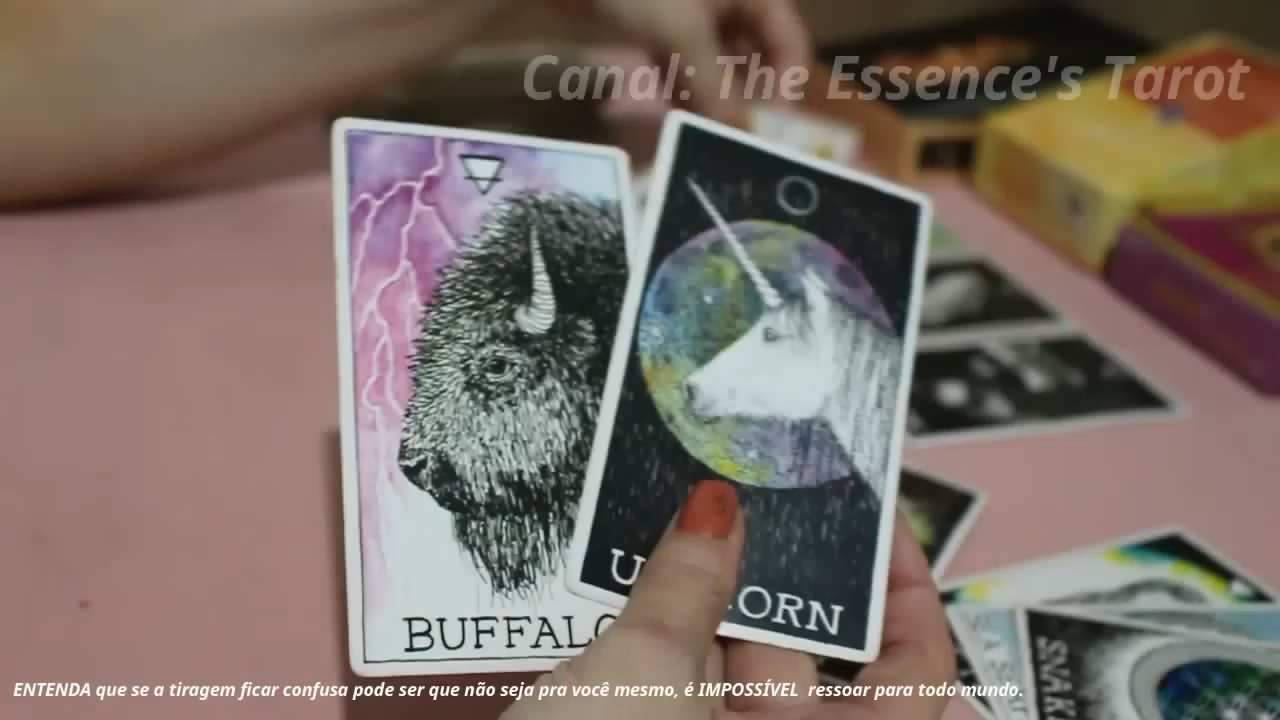 Canal: The Essence's Tarot
BUFFALO
U ORN
SNAK
ENTENDA que se a tiragem ficar confusa pode ser que não seja pra você mesmo, é IMPOSSÍVEL ressoar para todo mundo.